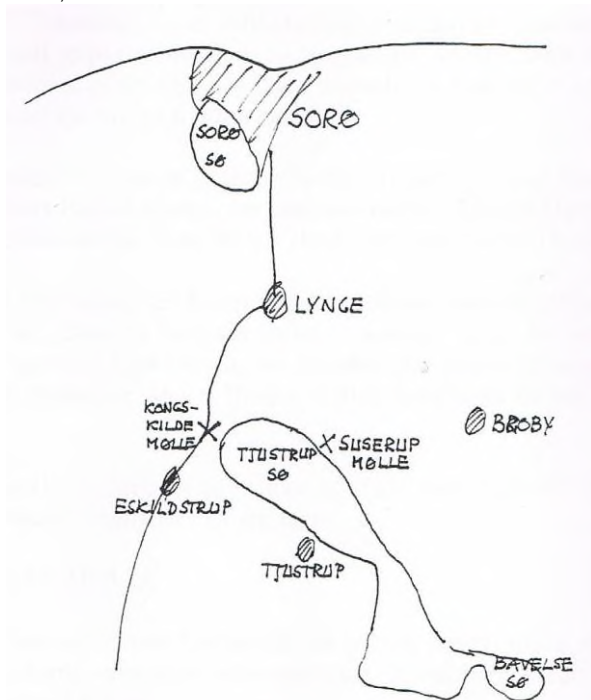 SORØ
SORØ
SØ
LYNGE
KONGS-
KILDE
MØLLE
TJUSTRUP
SØ
SUSERUP
MØLLE
BROBY
ESKILDSTRUP
TJUSTRUP
BAVELSE
SØ